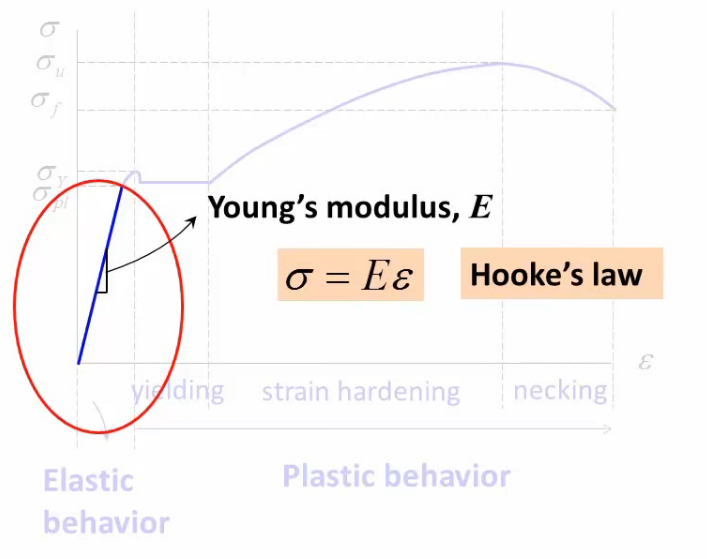 σ
σu
σf
σY
σpl
Young's modulus, E
σ = Eε
Hooke's law
ε
yielding
strain hardening
necking
Elastic
behavior
Plastic behavior